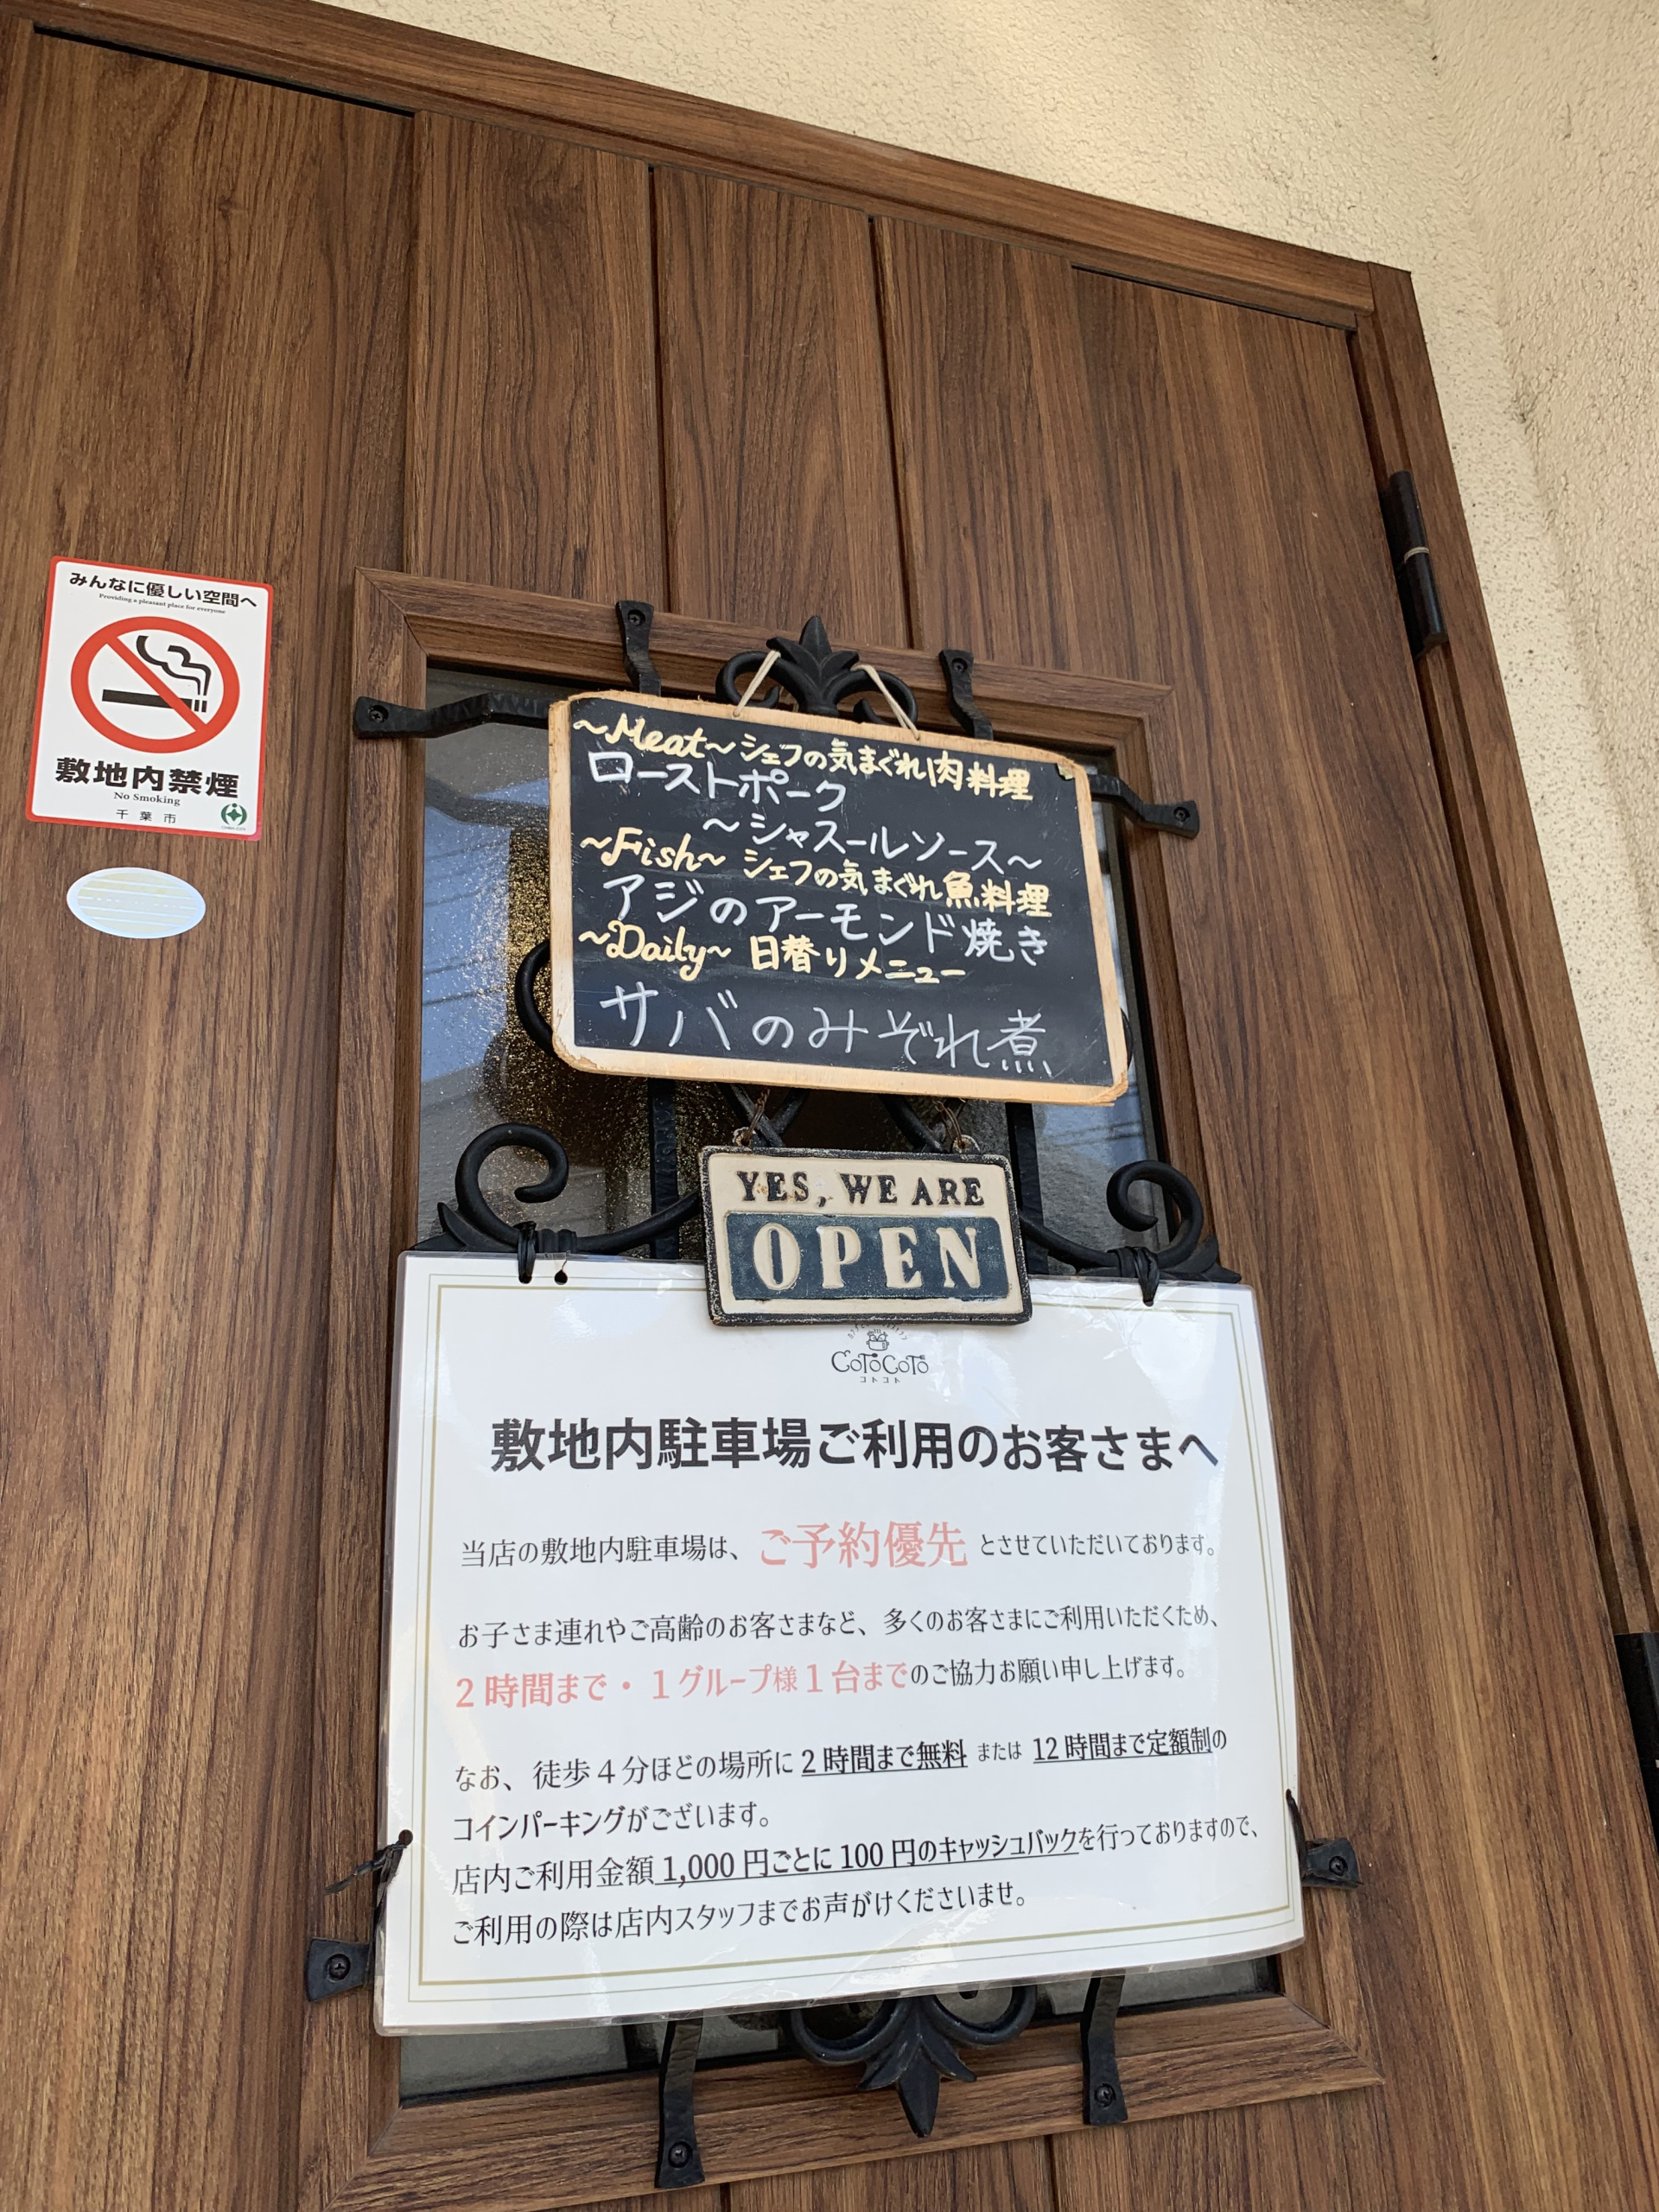 みんなに優しい空間へ
Providing a pleasant place for everyone
敷地内禁煙
No Smoking
千葉市
～Meat～ シェフの気まぐれ肉料理
ローストポーク
～シャスールソース～
～Fish～ シェフの気まぐれ魚料理
アジのアーモンド焼き
～Daily～ 日替りメニュー
サバのみぞれ煮
YES, WE ARE
OPEN
COTOCOTO
コトコト
敷地内駐車場ご利用のお客さまへ
当店の敷地内駐車場は、ご予約優先 とさせていただいております。
お子さま連れやご高齢のお客さまなど、多くのお客さまにご利用いただくため、
2 時間まで・１グループ様１台までのご協力お願い申し上げます。
なお、徒歩４分ほどの場所に 2 時間まで無料 または 12 時間まで定額制の
コインパーキングがございます。
店内ご利用金額 1,000 円ごとに 100 円のキャッシュバックを行っておりますので、
ご利用の際は店内スタッフまでお声がけくださいませ。